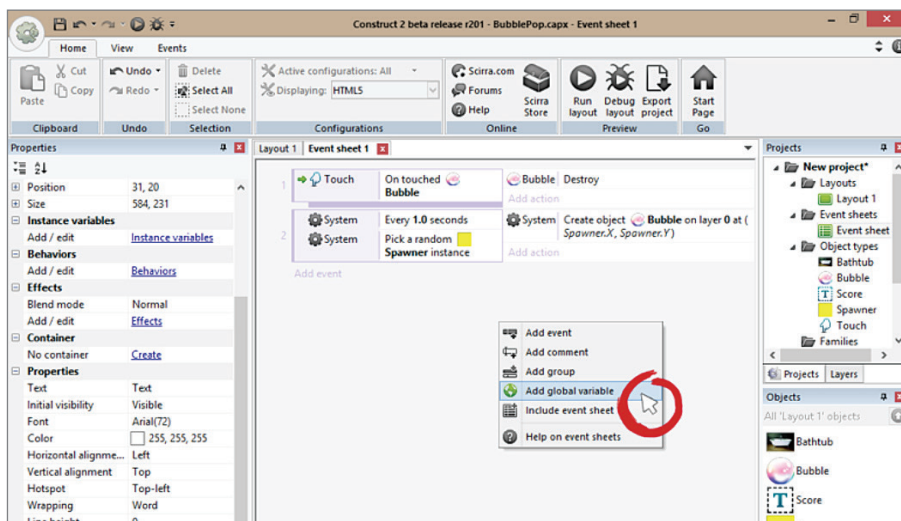 Construct 2 beta release r201 - BubblePop.capx - Event sheet 1
Home View Events
Paste
Cut
Copy
Clipboard
Undo
Redo
Undo
Delete
Select All
Select None
Selection
Active configurations: All
Displaying: HTML5
Configurations
Scirra.com
Forums
Help
Scirra Store
Online
Run layout
Debug layout
Export project
Preview
Start Page
Go
Properties
Position 31, 20
Size 584, 231
Instance variables
Add / edit Instance variables
Behaviors
Add / edit Behaviors
Effects
Blend mode Normal
Add / edit Effects
Container
No container Create
Properties
Text Text
Initial visibility Visible
Font Arial(72)
Color 255, 255, 255
Horizontal alignme... Left
Vertical alignment Top
Hotspot Top-left
Wrapping Word
Line height 0
Layout 1 Event sheet 1
1 Touch On touched Bubble Bubble Destroy
Add action
2 System Every 1.0 seconds System Create object Bubble on layer 0 at (Spawner.X, Spawner.Y)
System Pick a random Spawner instance Add action
Add event
Add event
Add comment
Add group
Add global variable
Include event sheet
Help on event sheets
Projects
New project*
Layouts
Layout 1
Event sheets
Event sheet
Object types
Bathtub
Bubble
T Score
Spawner
Touch
Families
Projects Layers
Objects
All 'Layout 1' objects
Bathtub
Bubble
T Score